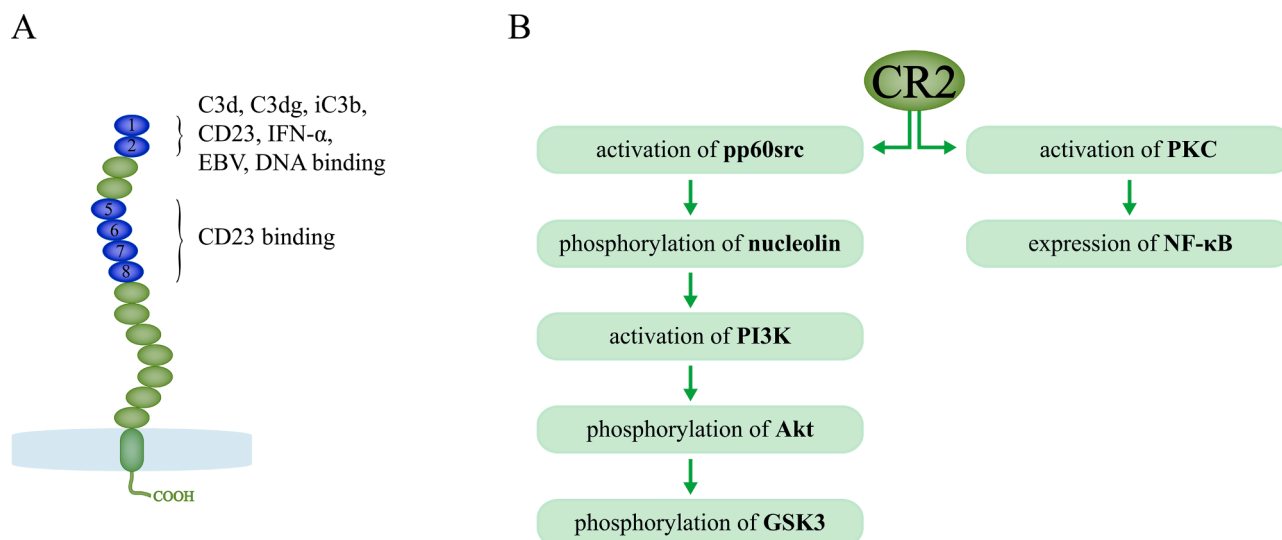 A
1
2
C3d, C3dg, iC3b,
CD23, IFN-α,
EBV, DNA binding
5
6
7
8
CD23 binding
COOH
B
CR2
activation of pp60src
activation of PKC
phosphorylation of nucleolin
expression of NF-κB
activation of PI3K
phosphorylation of Akt
phosphorylation of GSK3